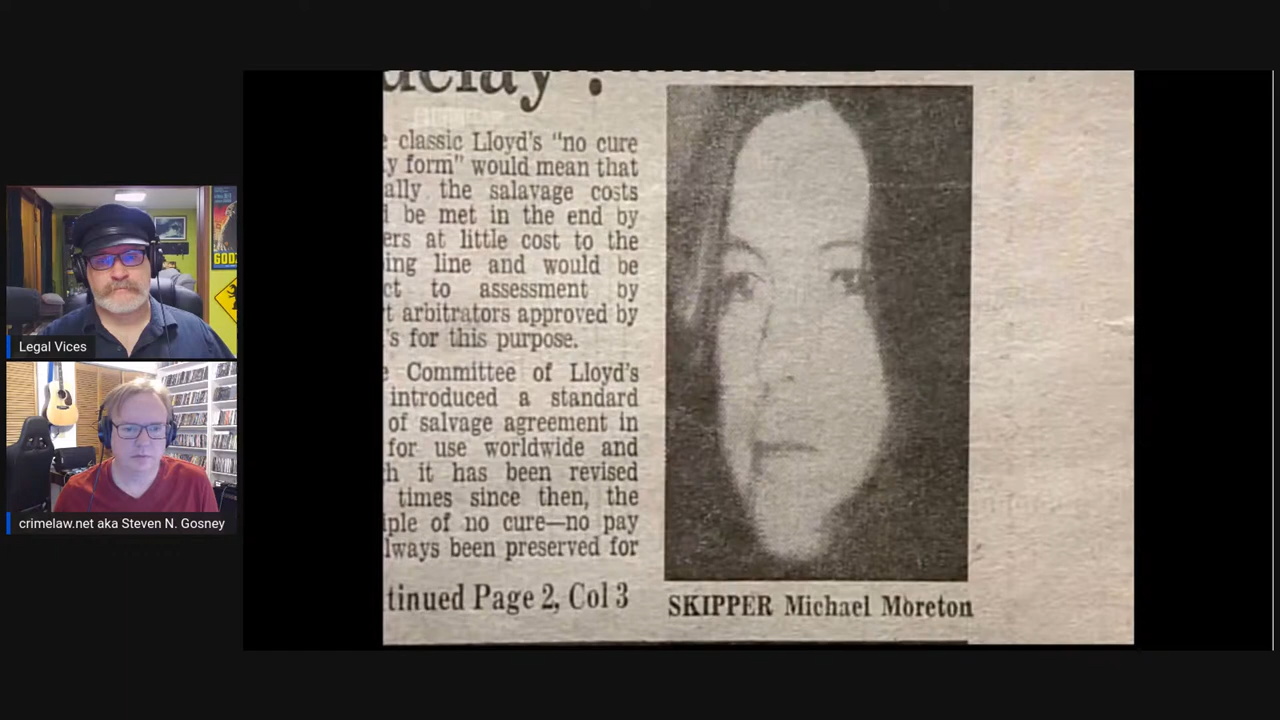 delay'.
classic Lloyd's "no cure
y form" would mean that
ally the salavage costs
be met in the end by
ers at little cost to the
ing line and would be
ct to assessment by
t arbitrators approved by
's for this purpose.
Committee of Lloyd's
introduced a standard
of salvage agreement in
for use worldwide and
h it has been revised
times since then, the
iple of no cure—no pay
lways been preserved for
tinued Page 2, Col 3
SKIPPER Michael Moreton
Legal Vices
crimelaw.net aka Steven N. Gosney